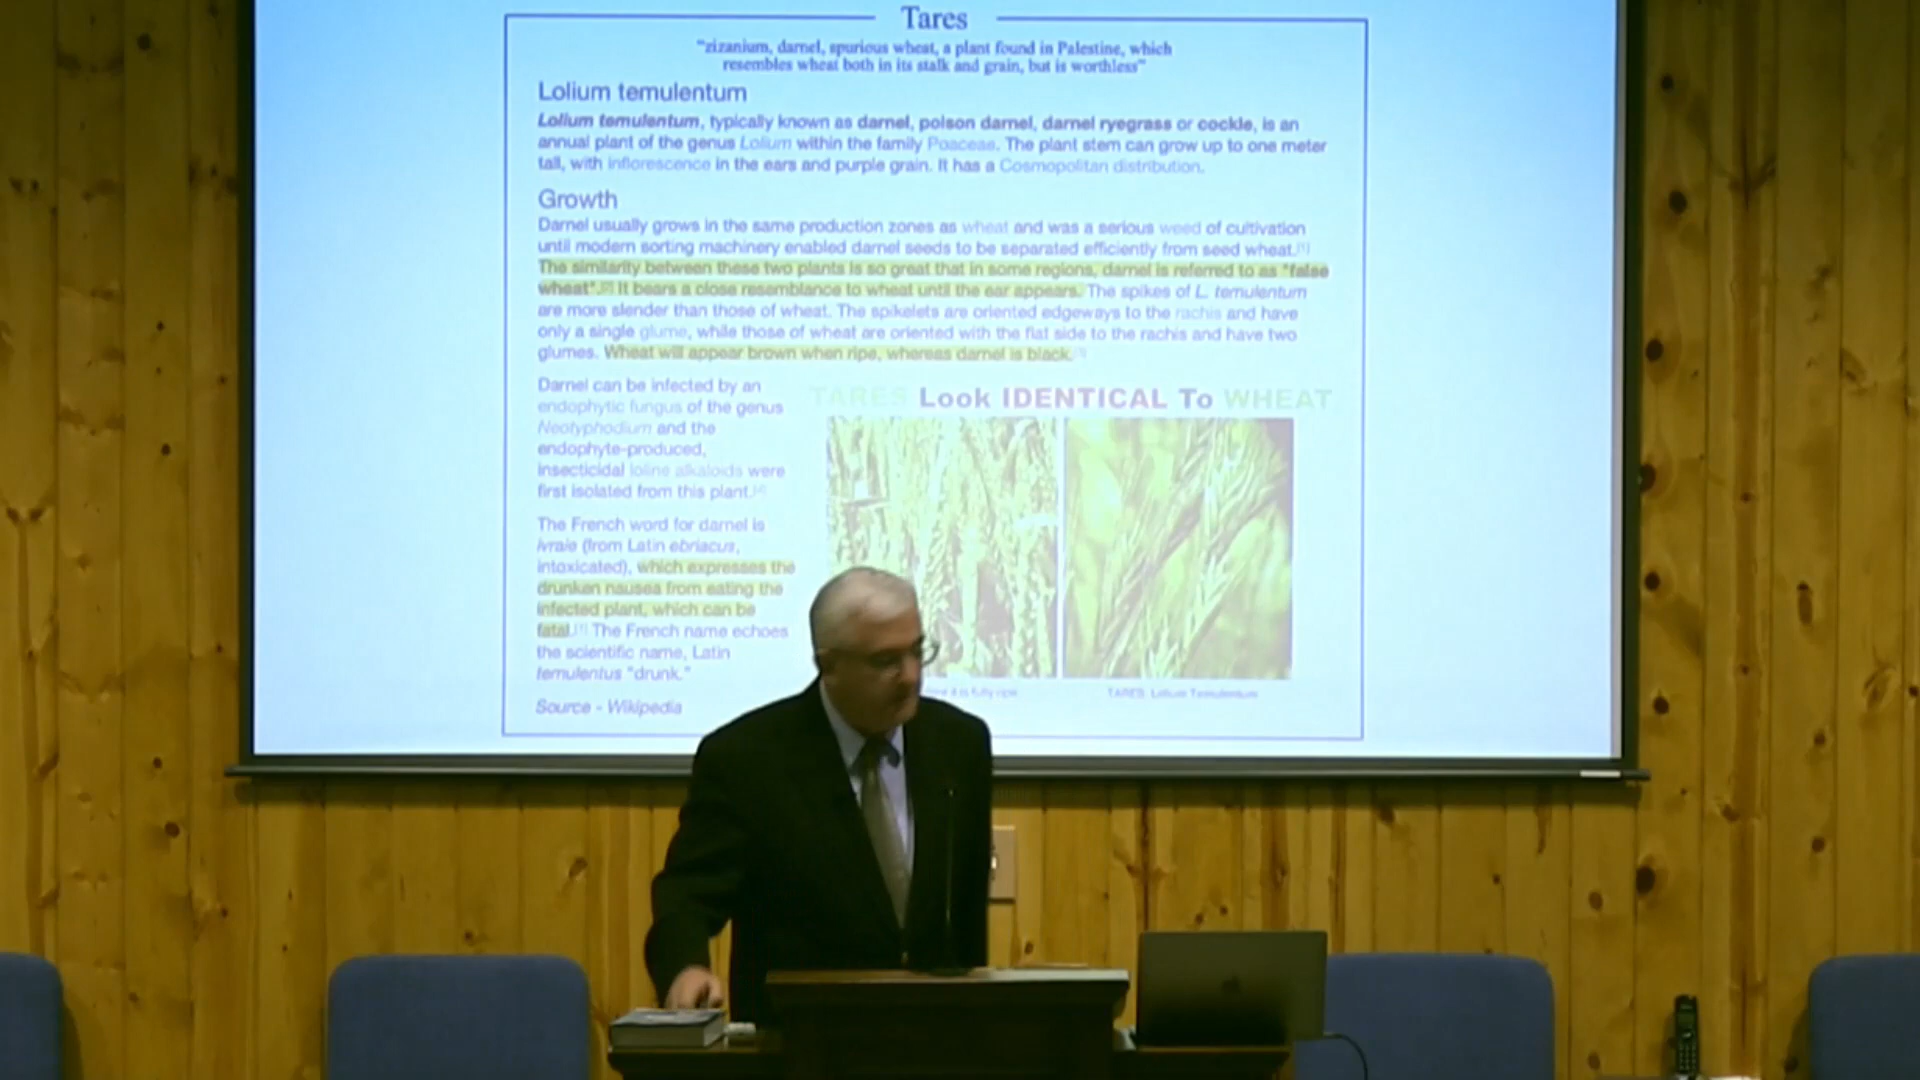 Tares
"zizanium, darnel, spurious wheat, a plant found in Palestine, which
resembles wheat both in its stalk and grain, but is worthless"
Lolium temulentum
Lolium temulentum, typically known as darnel, poison darnel, darnel ryegrass or cockle, is an
annual plant of the genus Lolium within the family Poaceae. The plant stem can grow up to one meter
tall, with inflorescence in the ears and purple grain. It has a Cosmopolitan distribution.
Growth
Darnel usually grows in the same production zones as wheat and was a serious weed of cultivation
until modern sorting machinery enabled darnel seeds to be separated efficiently from seed wheat.[1]
The similarity between these two plants is so great that in some regions, darnel is referred to as "false
wheat". It bears a close resemblance to wheat until the ear appears. The spikes of L. temulentum
are more slender than those of wheat. The spikelets are oriented edgeways to the rachis and have
only a single glume, while those of wheat are oriented with the flat side to the rachis and have two
glumes. Wheat will appear brown when ripe, whereas darnel is black.
Darnel can be infected by an
endophytic fungus of the genus
Neotyphodium and the
endophyte-produced,
insecticidal loline alkaloids were
first isolated from this plant.
The French word for darnel is
ivraie (from Latin ebriacus,
intoxicated), which expresses the
drunken nausea from eating the
infected plant, which can be
fatal. The French name echoes
the scientific name, Latin
temulentus "drunk."
Source - Wikipedia
TARES Look IDENTICAL To WHEAT
it is fully ripe
TARES Lolium Temulentum